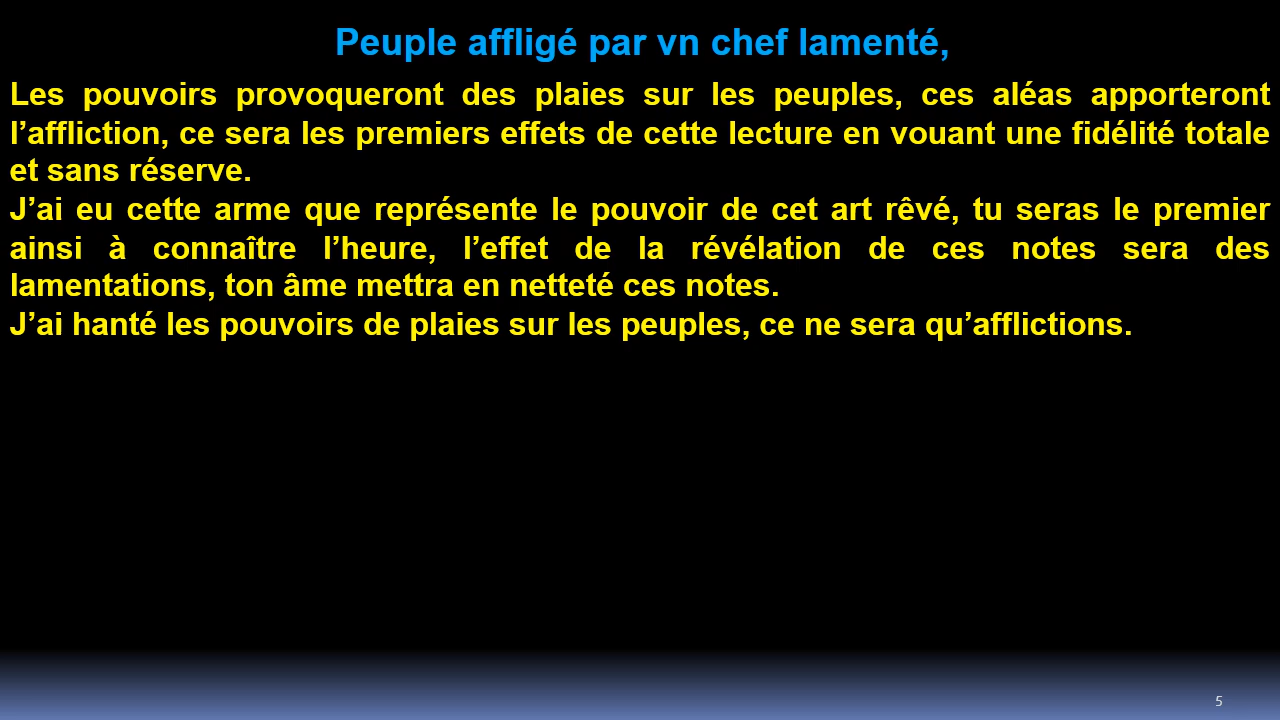 Peuple affligé par vn chef lamenté,
Les pouvoirs provoqueront des plaies sur les peuples, ces aléas apporteront
l’affliction, ce sera les premiers effets de cette lecture en vouant une fidélité totale
et sans réserve.
J’ai eu cette arme que représente le pouvoir de cet art rêvé, tu seras le premier
ainsi à connaître l’heure, l’effet de la révélation de ces notes sera des
lamentations, ton âme mettra en netteté ces notes.
J’ai hanté les pouvoirs de plaies sur les peuples, ce ne sera qu’afflictions.
5